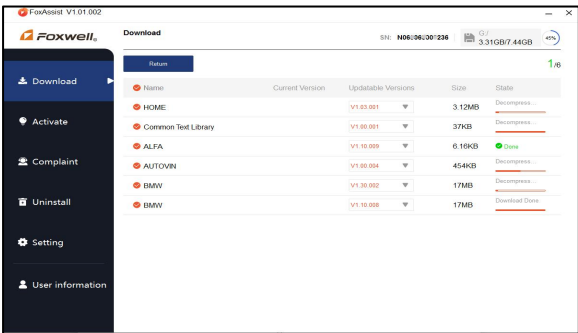 FoxAssist V1.01.002
FOXWELL®
Download
SN:
G:/
3.31GB/7.44GB
45%
Return
1/6
Download
Activate
Complaint
Uninstall
Setting
User information
Name Current Version Updatable Versions Size State
HOME V1.03.001 3.12MB Decompress...
Common Text Library V1.00.001 37KB Decompress...
ALFA V1.10.009 6.16KB Done
AUTOVIN V1.00.004 454KB Decompress...
BMW V1.30.002 17MB Decompress...
BMW V1.10.008 17MB Download Done